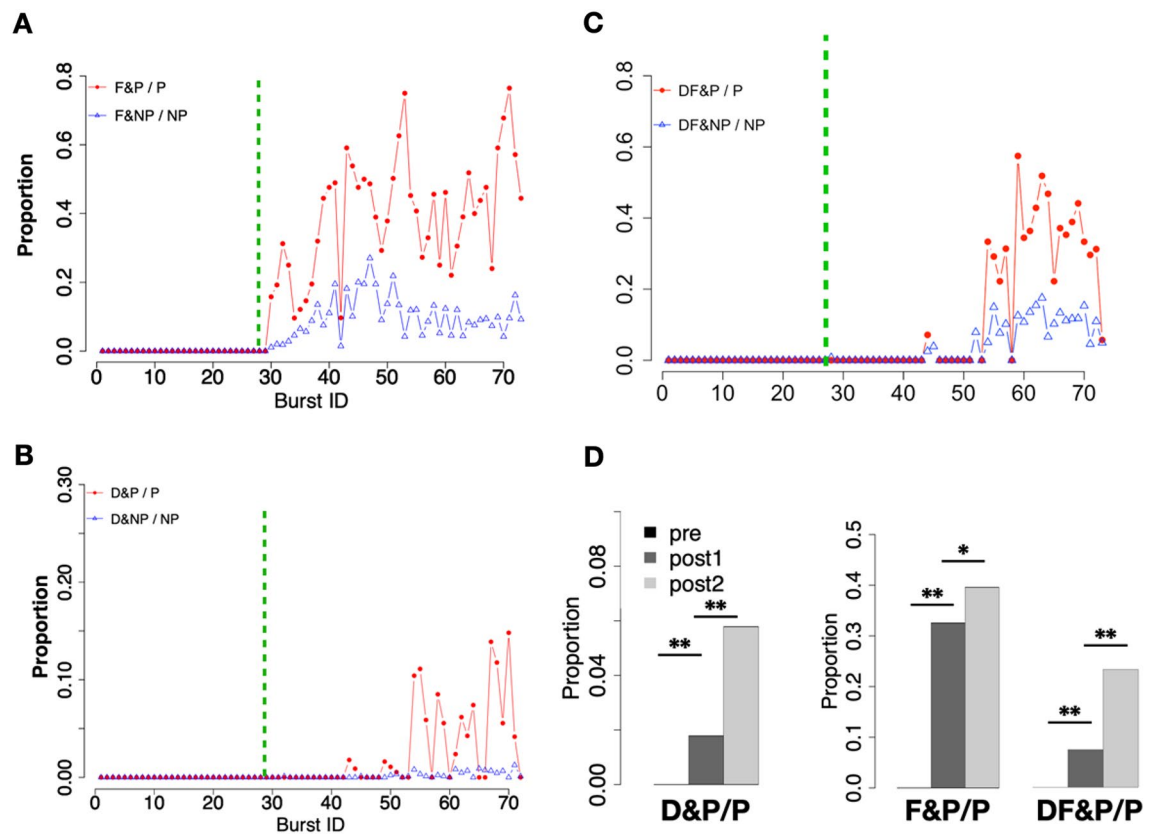 A
0.8
0.6
0.4
0.2
0.0
Proportion
F&P / P
F&NP / NP
0 10 20 30 40 50 60 70
Burst ID
C
0.8
0.6
0.4
0.2
0.0
DF&P / P
DF&NP / NP
0 10 20 30 40 50 60 70
B
0.30
0.20
0.10
0.00
Proportion
D&P / P
D&NP / NP
0 10 20 30 40 50 60 70
Burst ID
D
0.08
0.04
0.00
Proportion
pre
post1
post2
**
**
D&P/P
0.5
0.4
0.3
0.2
0.1
0.0
Proportion
*
**
**
**
F&P/P DF&P/P